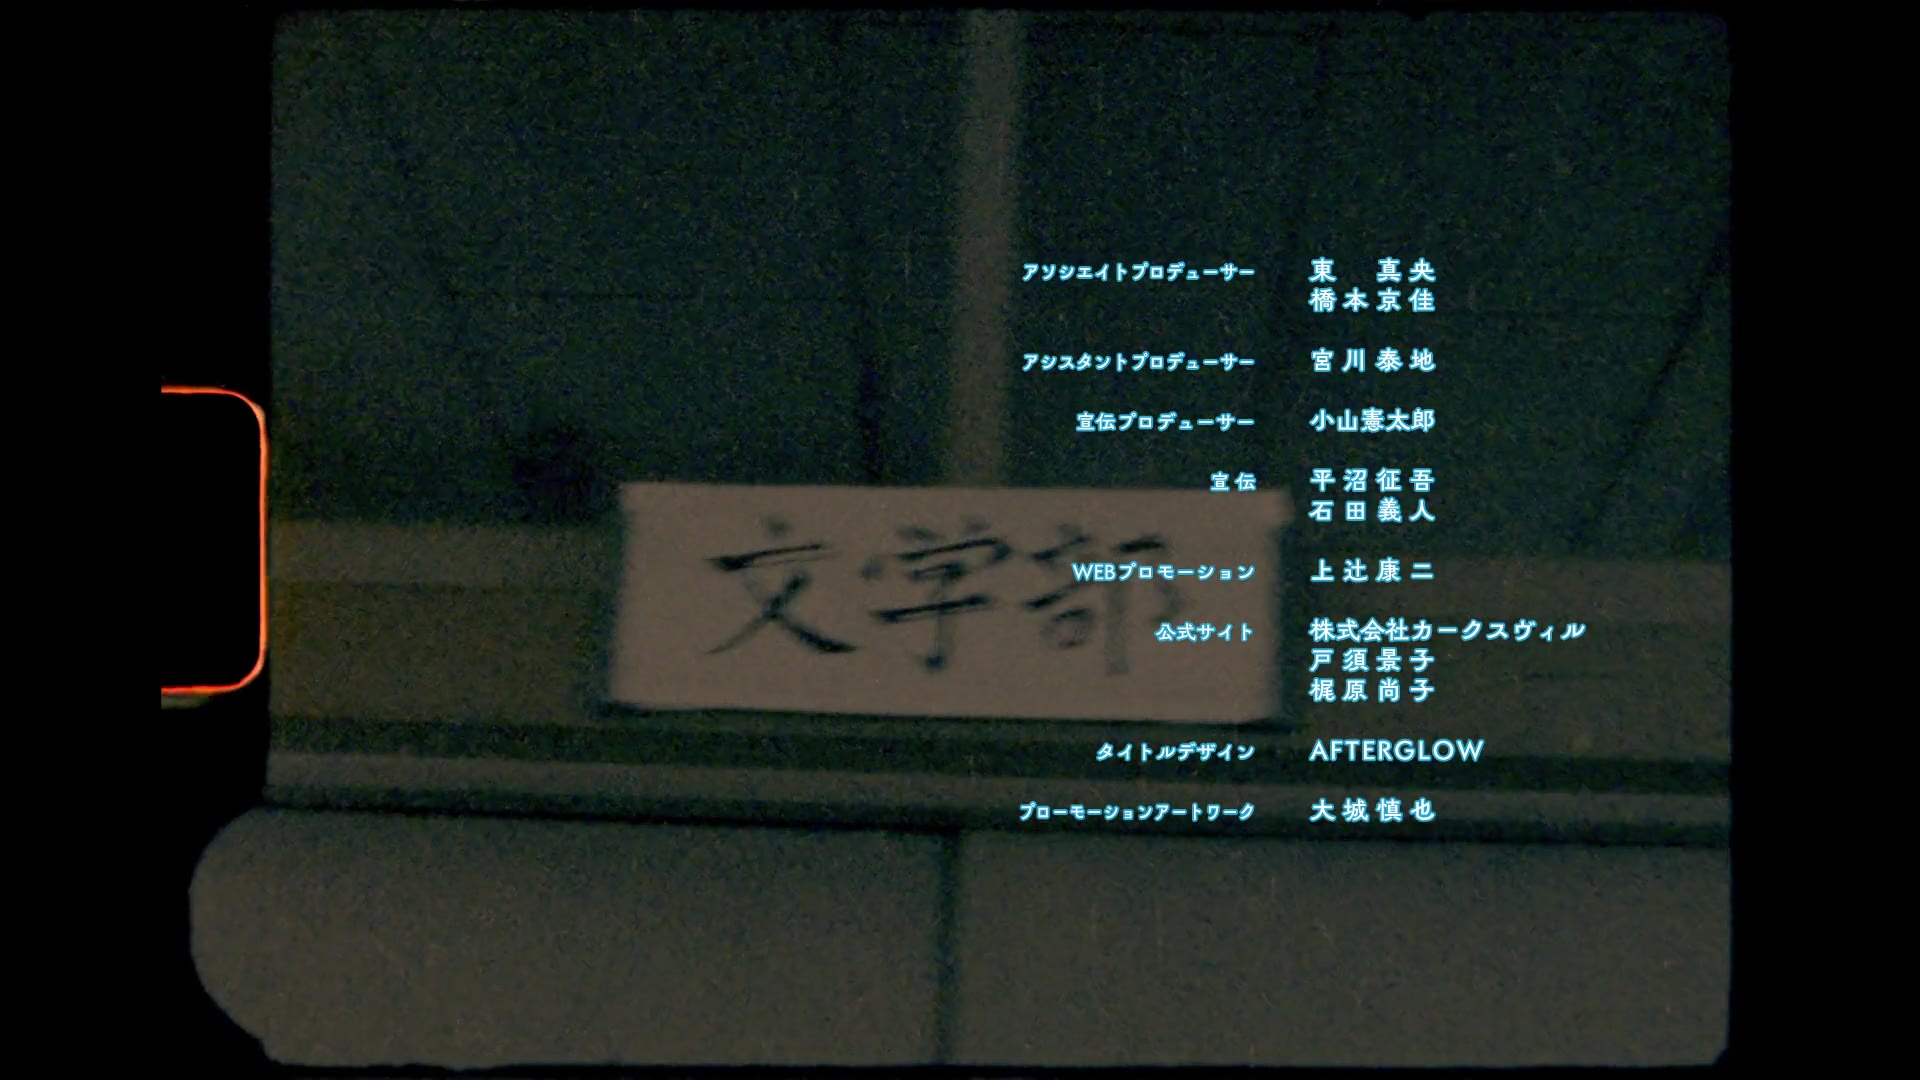 アソシエイトプロデューサー 東 真央
橋本京佳
アシスタントプロデューサー 宮川泰地
宣伝プロデューサー 小山憲太郎
宣伝 平沼征吾
石田義人
WEBプロモーション 上辻康二
公式サイト 株式会社カークスヴィル
戸須景子
梶原尚子
タイトルデザイン AFTERGLOW
プローモーションアートワーク 大城慎也
文学部